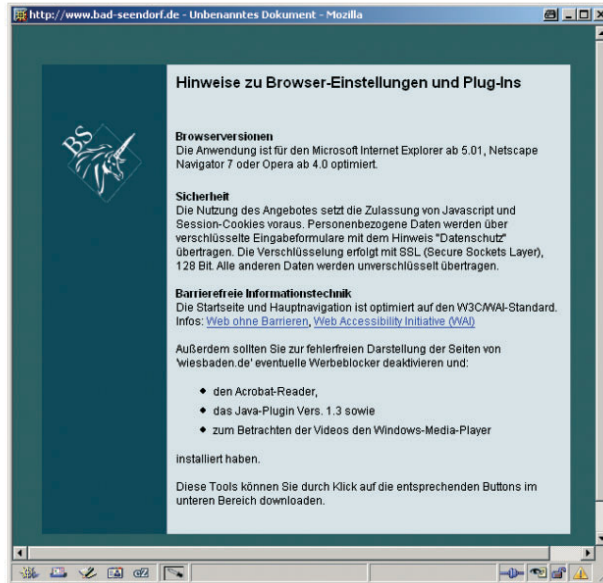 http://www.bad-seendorf.de - Unbenanntes Dokument - Mozilla
Hinweise zu Browser-Einstellungen und Plug-Ins
BS
Browserversionen
Die Anwendung ist für den Microsoft Internet Explorer ab 5.01, Netscape
Navigator 7 oder Opera ab 4.0 optimiert.
Sicherheit
Die Nutzung des Angebotes setzt die Zulassung von Javascript und
Session-Cookies voraus. Personenbezogene Daten werden über
verschlüsselte Eingabeformulare mit dem Hinweis "Datenschutz"
übertragen. Die Verschlüsselung erfolgt mit SSL (Secure Sockets Layer),
128 Bit. Alle anderen Daten werden unverschlüsselt übertragen.
Barrierefreie Informationstechnik
Die Startseite und Hauptnavigation ist optimiert auf den W3C/WAI-Standard.
Infos: Web ohne Barrieren, Web Accessibility Initiative (WAI)
Außerdem sollten Sie zur fehlerfreien Darstellung der Seiten von
'wiesbaden.de' eventuelle Werbeblocker deaktivieren und:
den Acrobat-Reader,
das Java-Plugin Vers. 1.3 sowie
zum Betrachten der Videos den Windows-Media-Player
installiert haben.
Diese Tools können Sie durch Klick auf die entsprechenden Buttons im
unteren Bereich downloaden.